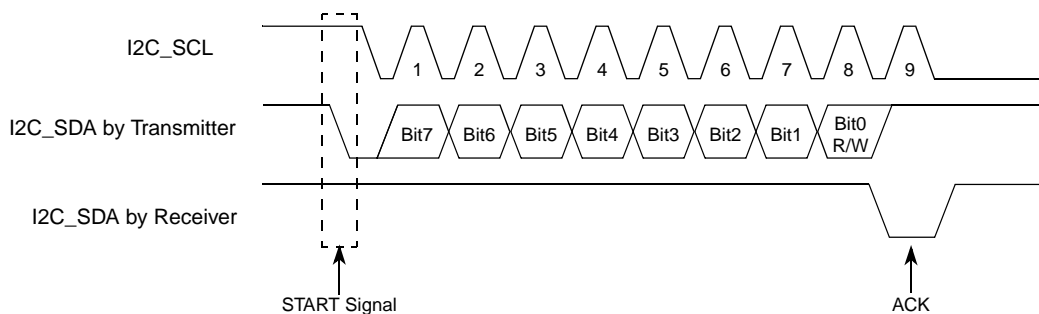 I2C_SCL
1 2 3 4 5 6 7 8 9
I2C_SDA by Transmitter
Bit7 Bit6 Bit5 Bit4 Bit3 Bit2 Bit1 Bit0
R/W
I2C_SDA by Receiver
START Signal ACK